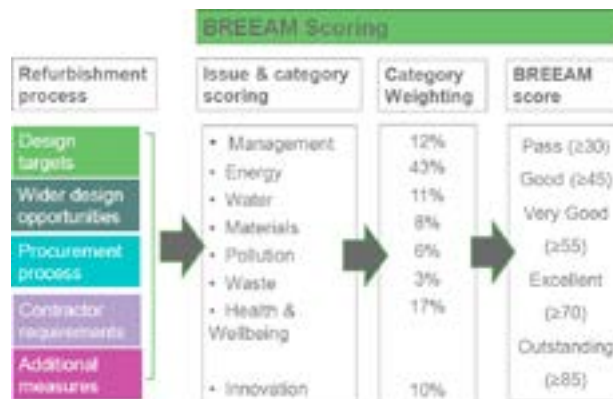 BREEAM Scoring
Refurbishment
process
Issue & category
scoring
Category
Weighting
BREEAM
score
Design
targets
Wider design
opportunities
Procurement
process
Contractor
requirements
Additional
measures
• Management
• Energy
• Water
• Materials
• Pollution
• Waste
• Health &
Wellbeing
• Innovation
12%
43%
11%
8%
6%
3%
17%
10%
Pass (≥30)
Good (≥45)
Very Good
(≥55)
Excellent
(≥70)
Outstanding
(≥85)